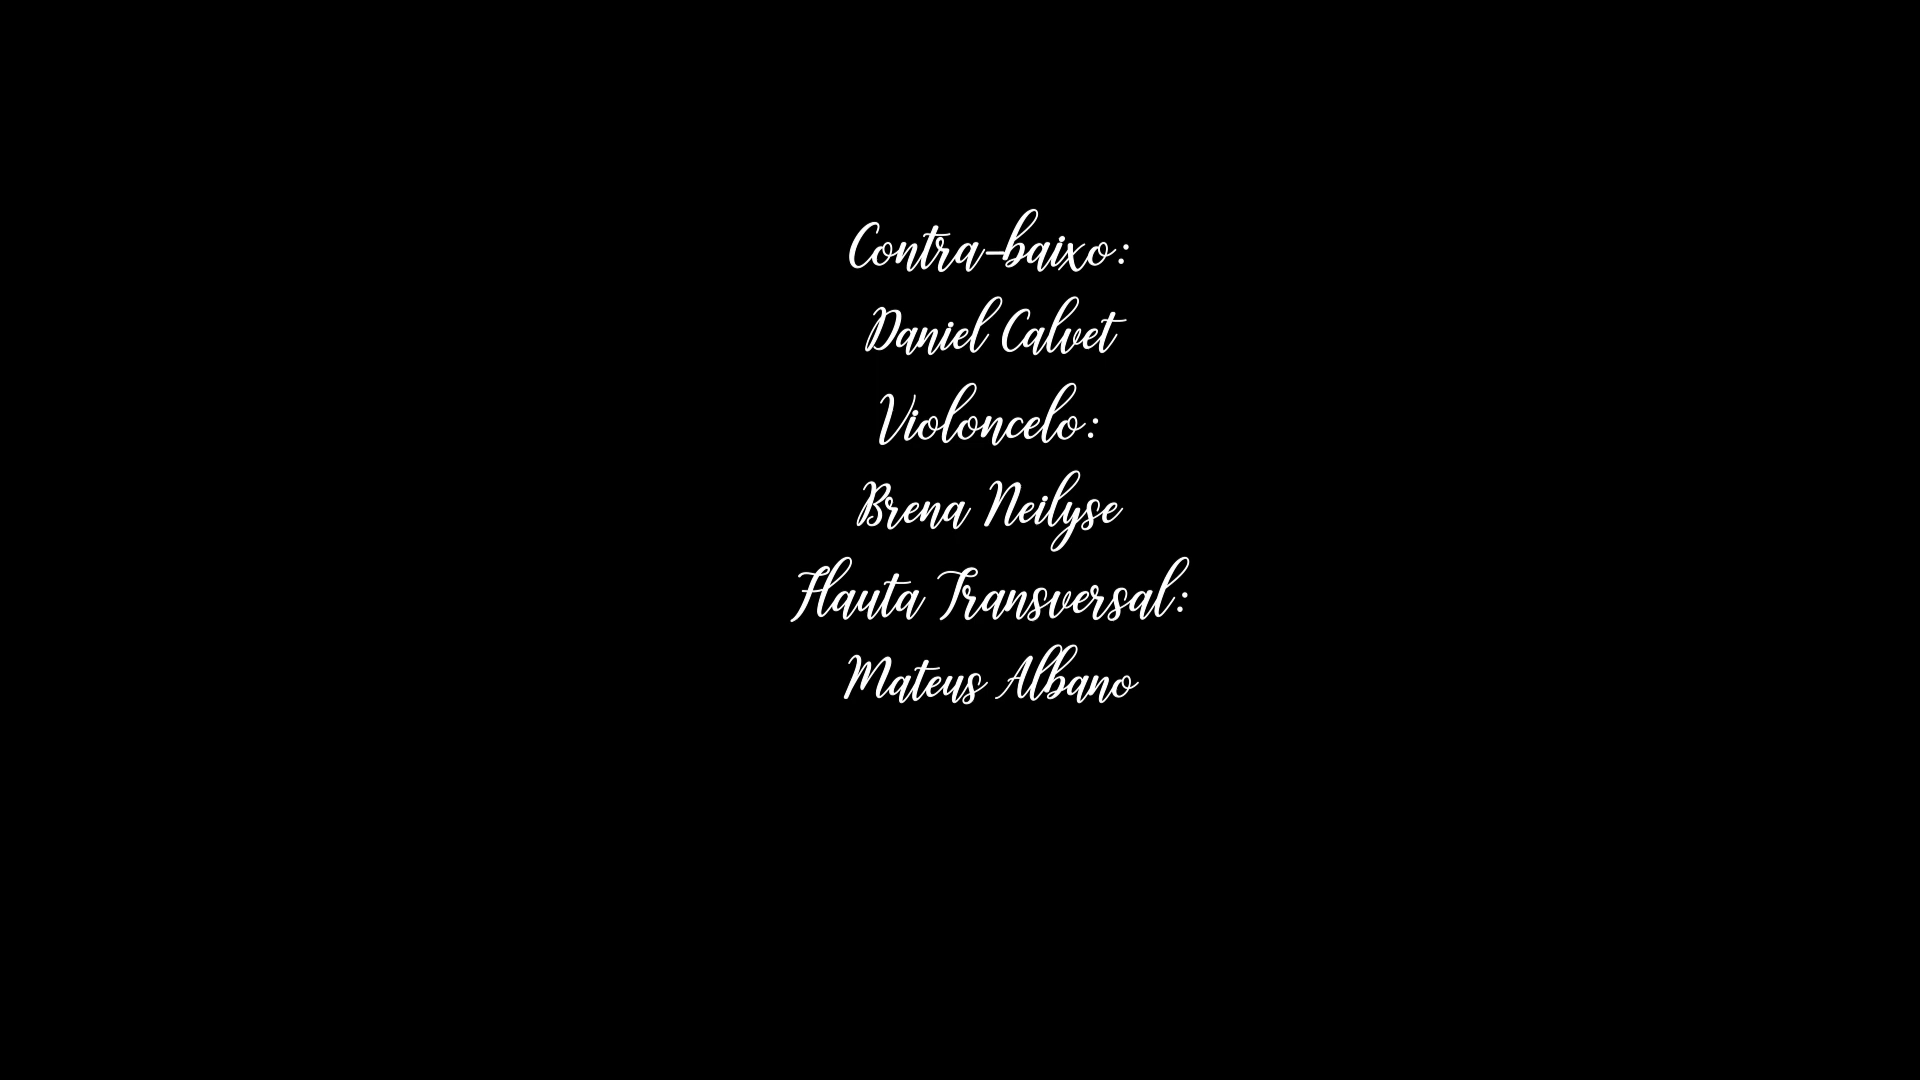 Contra-baixo:
Daniel Calvet
Violoncelo:
Brena Neilyse
Flauta Transversal:
Mateus Albano